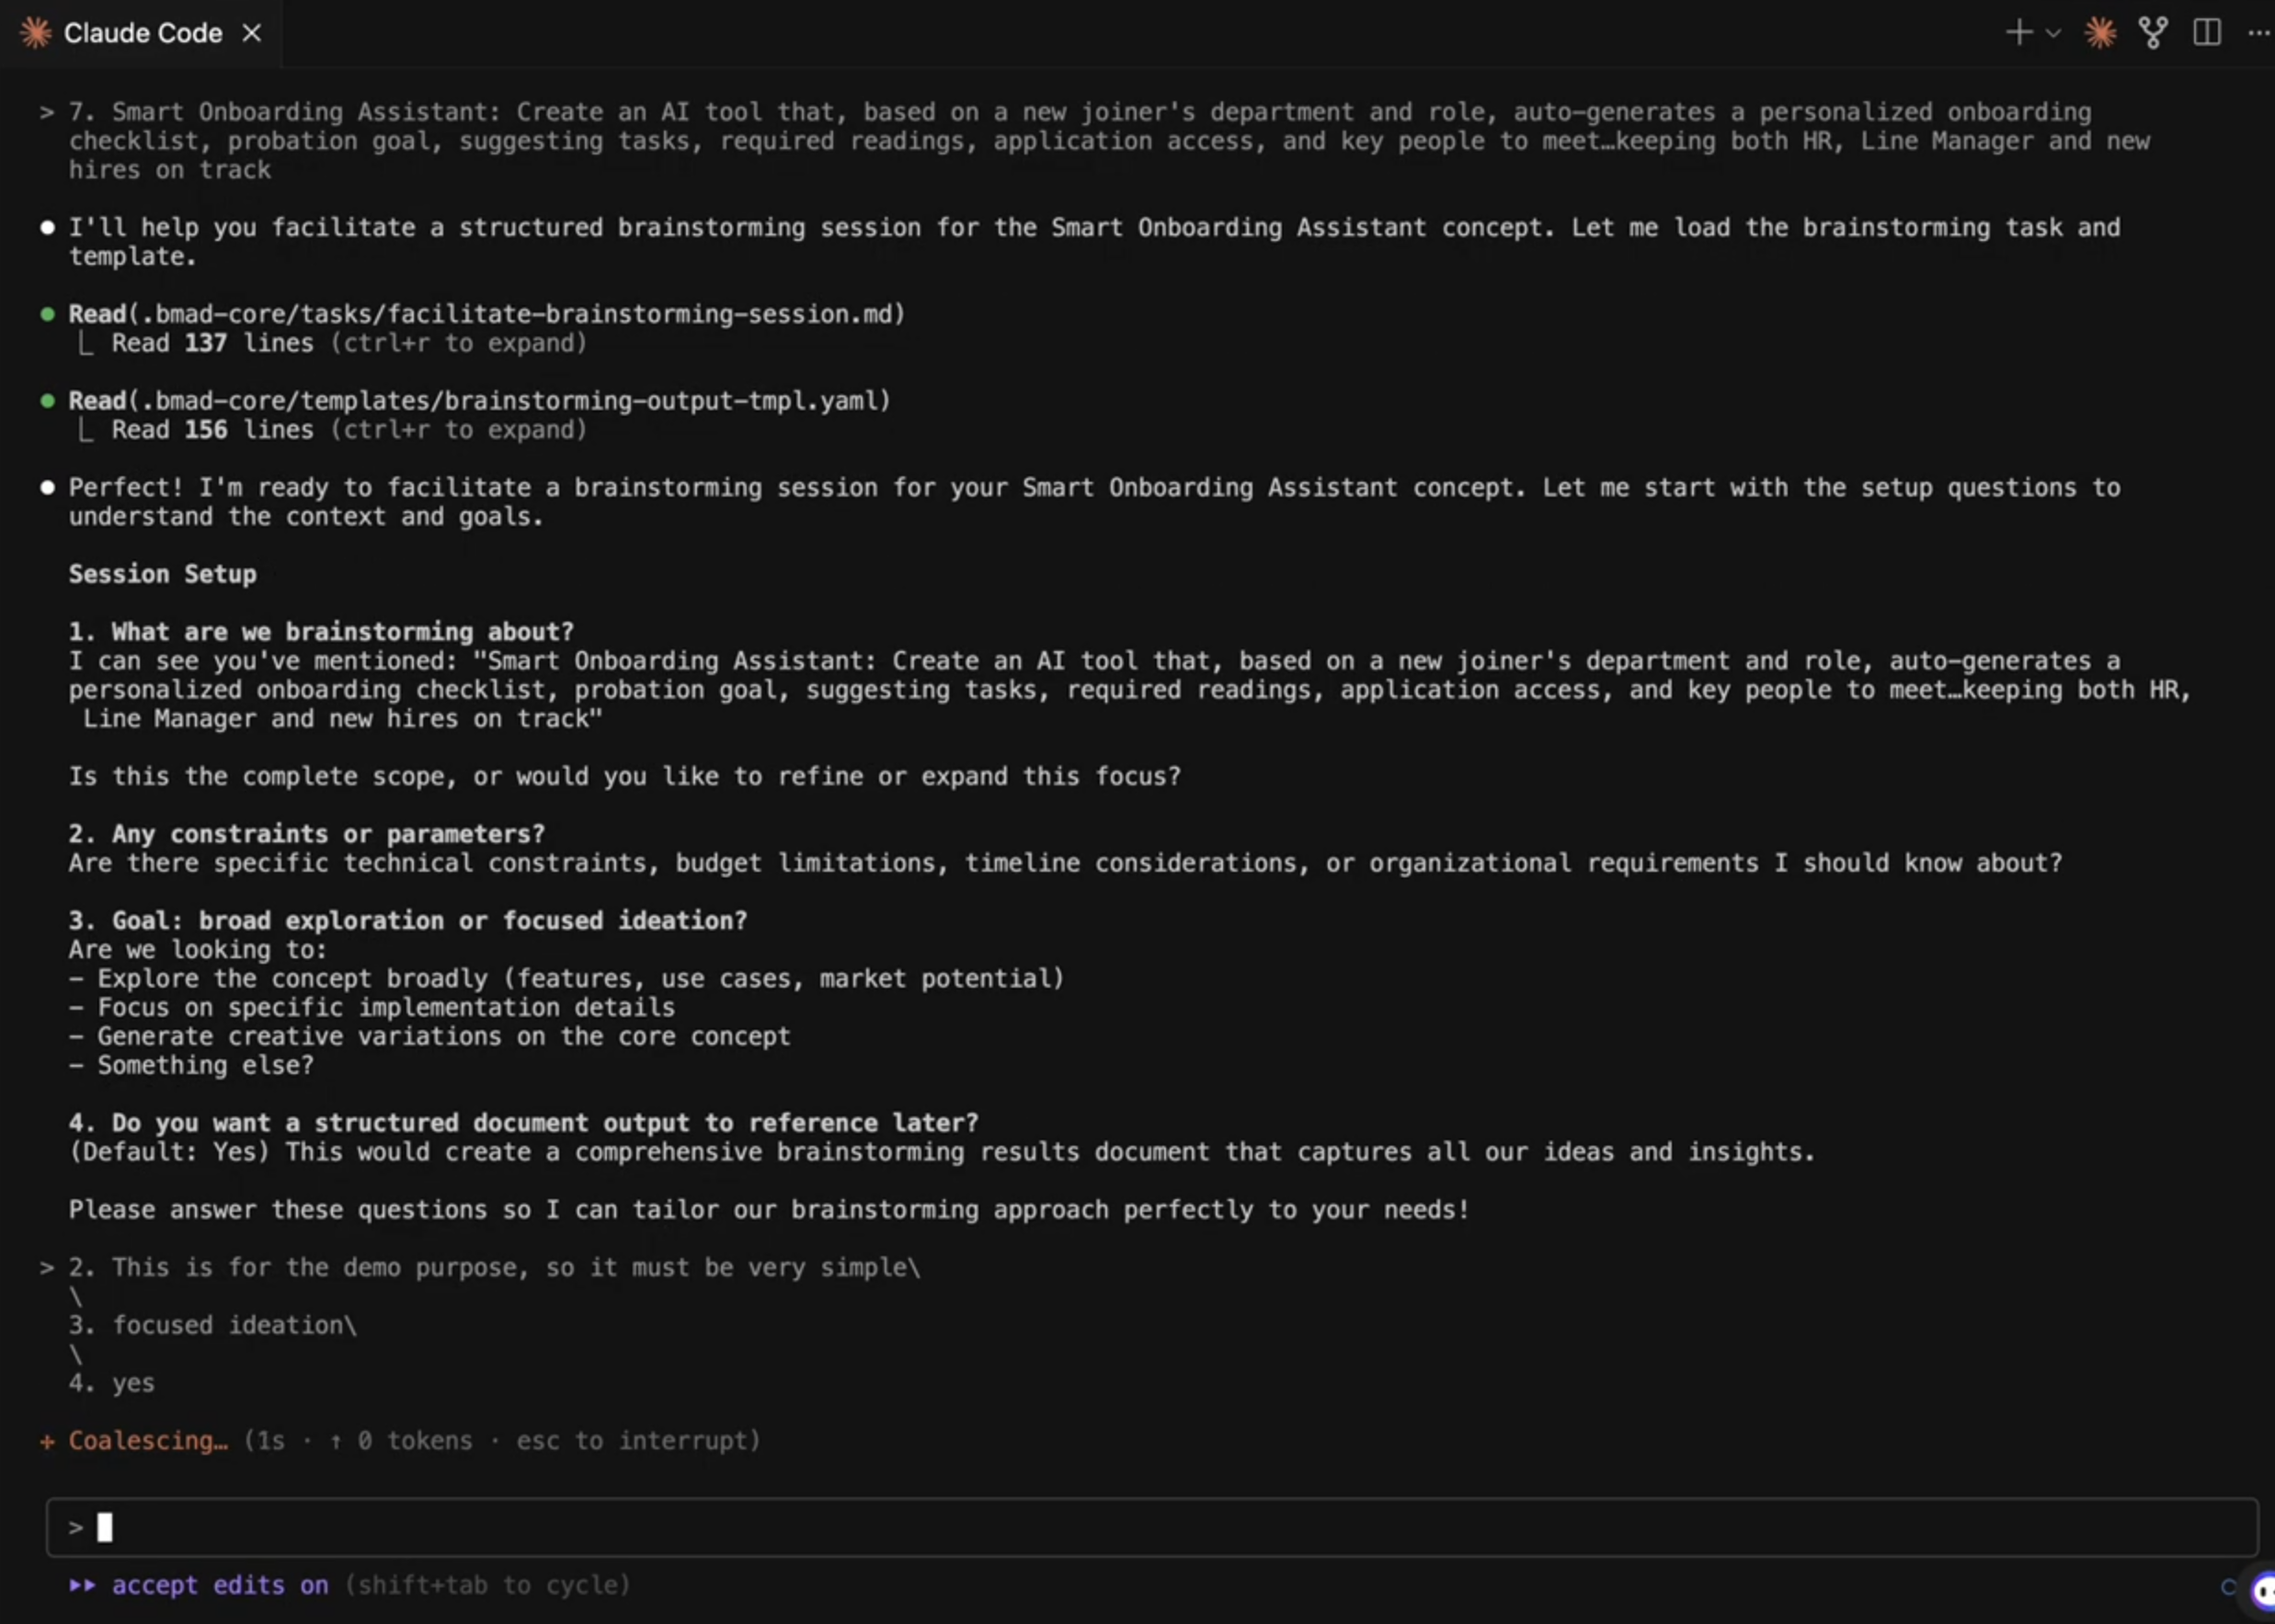 Claude Code
> 7. Smart Onboarding Assistant: Create an AI tool that, based on a new joiner's department and role, auto-generates a personalized onboarding
checklist, probation goal, suggesting tasks, required readings, application access, and key people to meet…keeping both HR, Line Manager and new
hires on track
● I'll help you facilitate a structured brainstorming session for the Smart Onboarding Assistant concept. Let me load the brainstorming task and
template.
● Read(.bmad-core/tasks/facilitate-brainstorming-session.md)
⎿ Read 137 lines (ctrl+r to expand)
● Read(.bmad-core/templates/brainstorming-output-tmpl.yaml)
⎿ Read 156 lines (ctrl+r to expand)
● Perfect! I'm ready to facilitate a brainstorming session for your Smart Onboarding Assistant concept. Let me start with the setup questions to
understand the context and goals.
Session Setup
1. What are we brainstorming about?
I can see you've mentioned: "Smart Onboarding Assistant: Create an AI tool that, based on a new joiner's department and role, auto-generates a
personalized onboarding checklist, probation goal, suggesting tasks, required readings, application access, and key people to meet…keeping both HR,
Line Manager and new hires on track"
Is this the complete scope, or would you like to refine or expand this focus?
2. Any constraints or parameters?
Are there specific technical constraints, budget limitations, timeline considerations, or organizational requirements I should know about?
3. Goal: broad exploration or focused ideation?
Are we looking to:
- Explore the concept broadly (features, use cases, market potential)
- Focus on specific implementation details
- Generate creative variations on the core concept
- Something else?
4. Do you want a structured document output to reference later?
(Default: Yes) This would create a comprehensive brainstorming results document that captures all our ideas and insights.
Please answer these questions so I can tailor our brainstorming approach perfectly to your needs!
> 2. This is for the demo purpose, so it must be very simple\
\
3. focused ideation\
\
4. yes
+ Coalescing… (1s · ↑ 0 tokens · esc to interrupt)
>
▸▸ accept edits on (shift+tab to cycle)